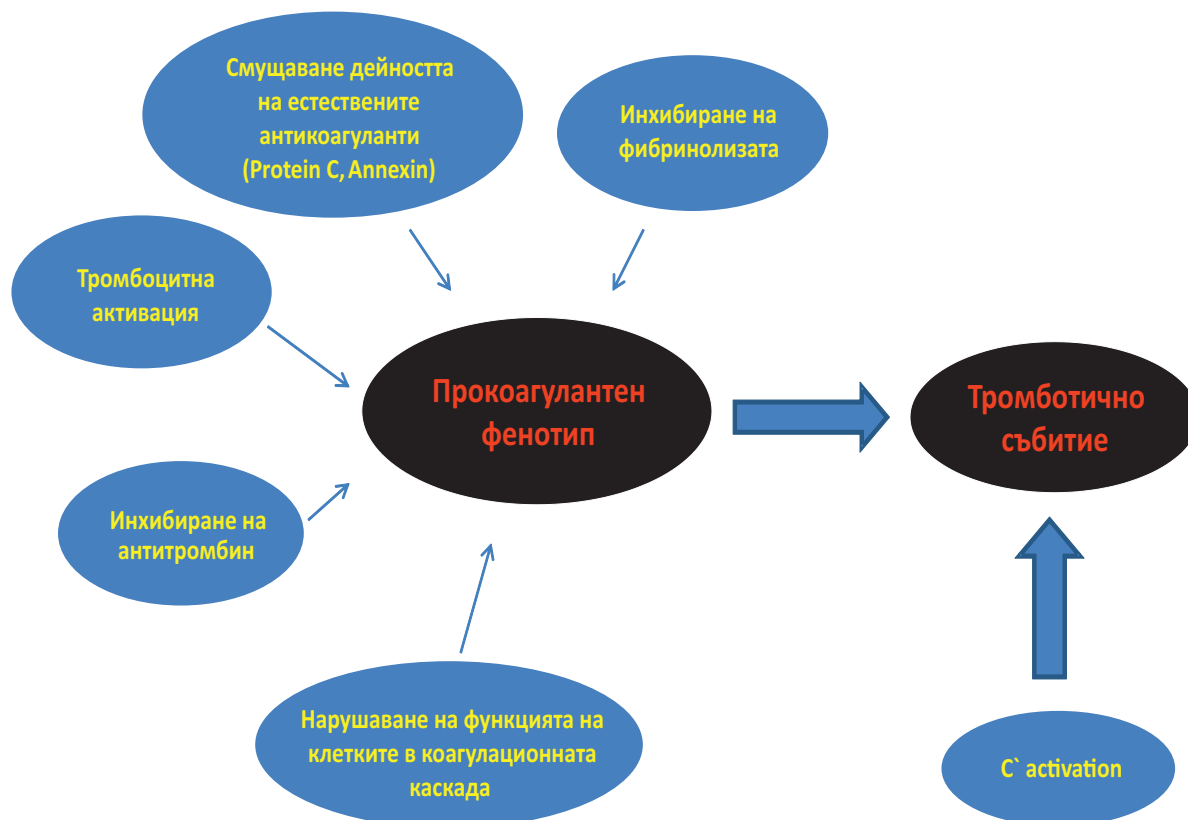 Смущаване дейността
на естествените
антикоагуланти
(Protein C, Annexin)
Инхибиране на
фибринолизата
Тромбоцитна
активация
Прокоагулантен
фенотип
Тромботично
събитие
Инхибиране на
антитромбин
Нарушаване на функцията на
клетките в коагулационната
каскада
C` activation